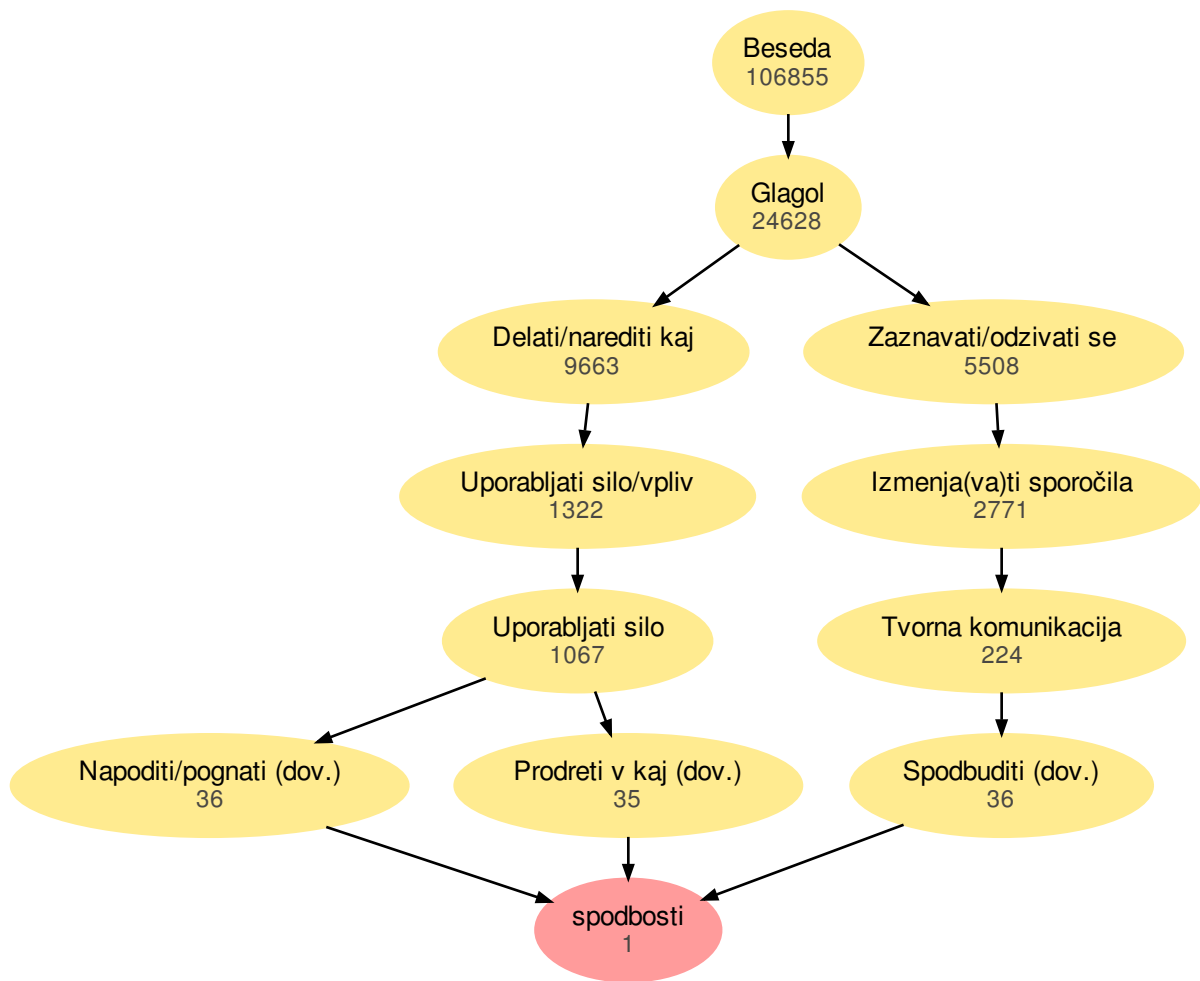 Beseda
106855
Glagol
24628
Delati/narediti kaj
9663
Zaznavati/odzivati se
5508
Uporabljati silo/vpliv
1322
Izmenja(va)ti sporočila
2771
Uporabljati silo
1067
Tvorna komunikacija
224
Napoditi/pognati (dov.)
36
Prodreti v kaj (dov.)
35
Spodbuditi (dov.)
36
spodbosti
1